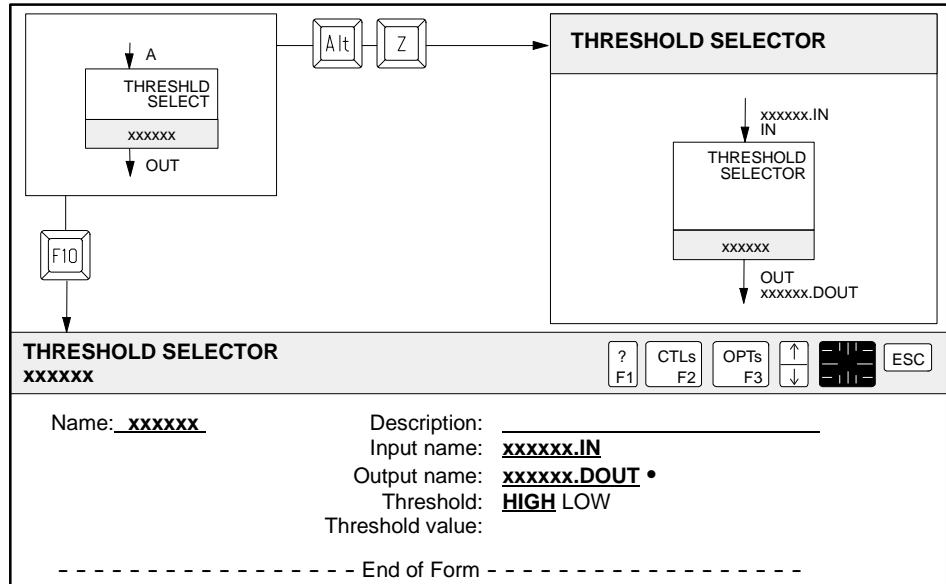 A
THRESHLD
SELECT
xxxxxx
OUT
Alt
Z
THRESHOLD SELECTOR
xxxxxx.IN
IN
THRESHOLD
SELECTOR
xxxxxx
OUT
xxxxxx.DOUT
F10
THRESHOLD SELECTOR
xxxxxx
?
F1
CTLs
F2
OPTs
F3
↑
↓
ESC
Name: xxxxxx
Description:
Input name: xxxxxx.IN
Output name: xxxxxx.DOUT •
Threshold: HIGH LOW
Threshold value:
- - - - - - - - - - - - - - - - - - End of Form - - - - - - - - - - - - - - - - - - -